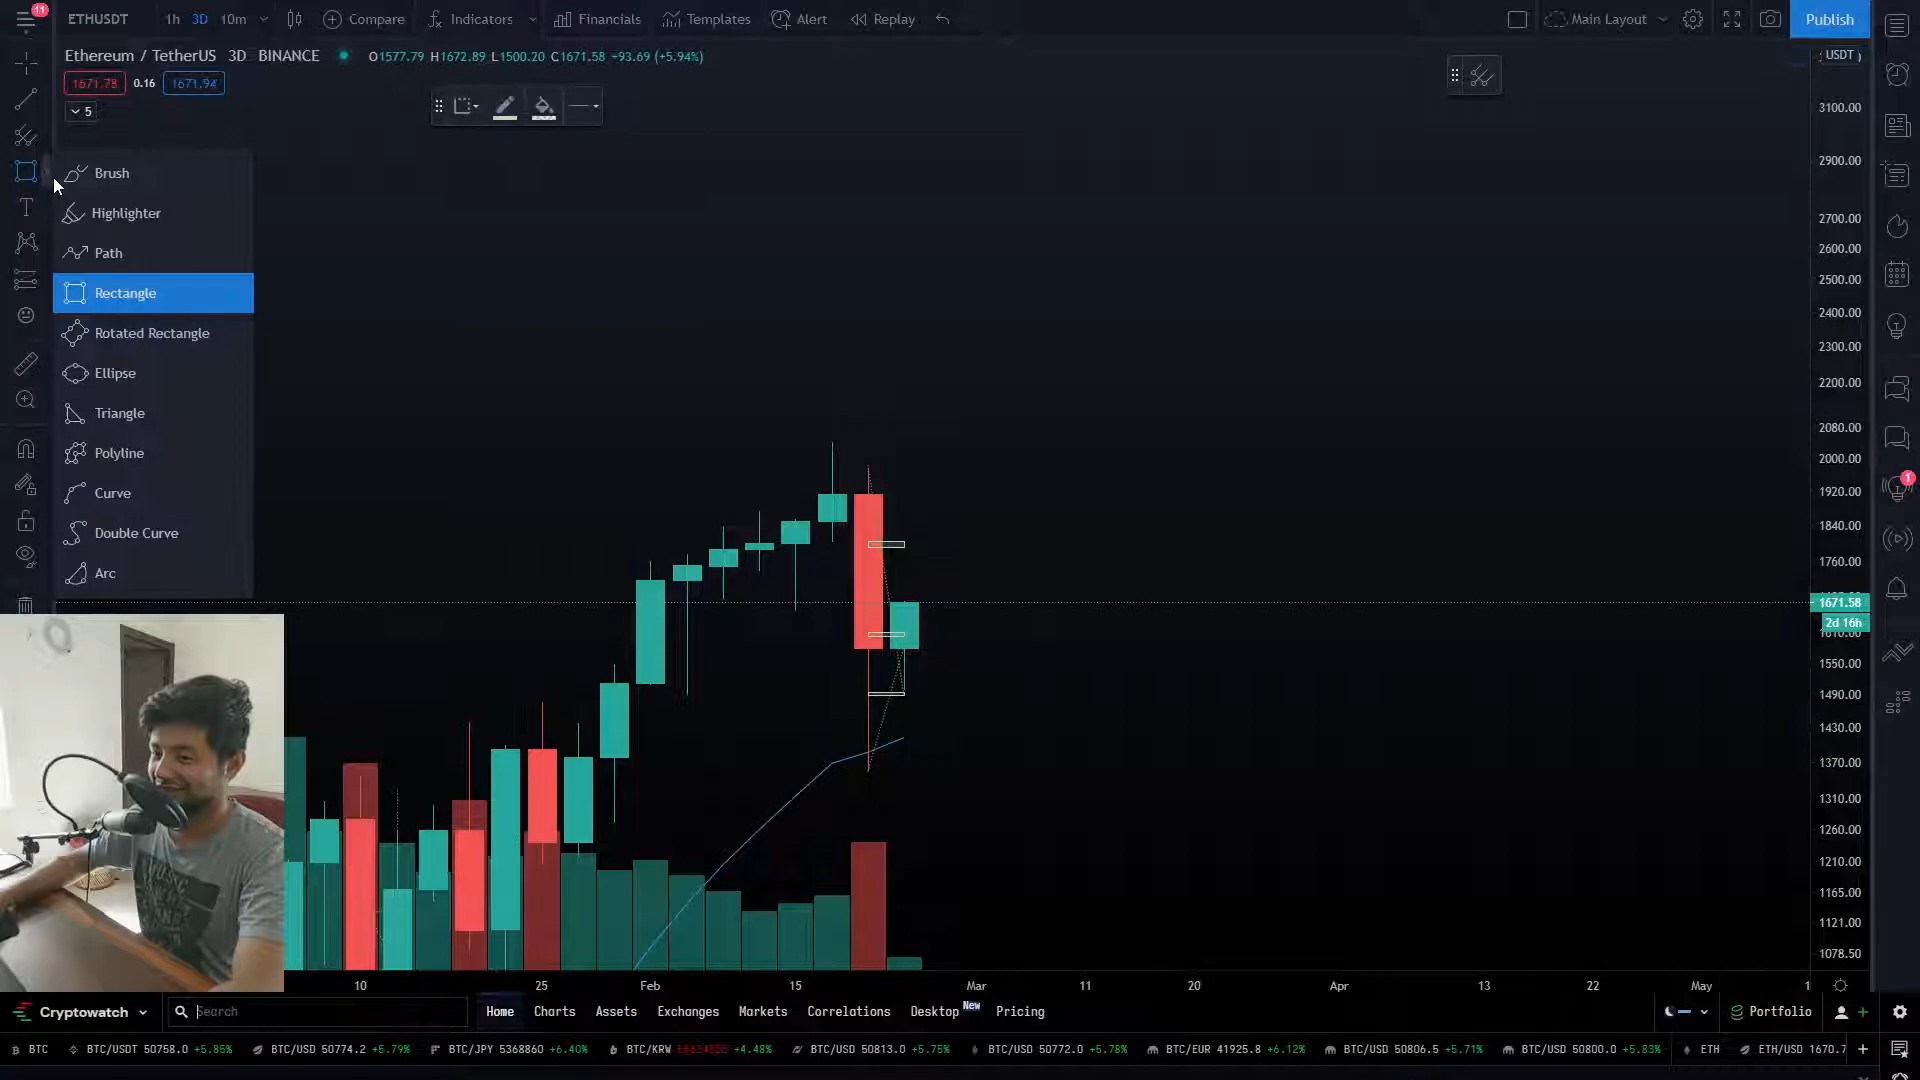 11
ETHUSDT 1h 3D 10m Compare Indicators Financials Templates Alert Replay Main Layout Publish
Ethereum / TetherUS 3D BINANCE O1577.79 H1672.89 L1500.20 C1671.58 +93.69 (+5.94%) USDT
1671.78 0.16 1671.94
5
Brush
Highlighter
Path
Rectangle
Rotated Rectangle
Ellipse
Triangle
Polyline
Curve
Double Curve
Arc
3100.00
2900.00
2700.00
2600.00
2500.00
2400.00
2300.00
2200.00
2080.00
2000.00
1920.00
1840.00
1760.00
1671.58
2d 16h
1610.00
1550.00
1490.00
1430.00
1370.00
1310.00
1260.00
1210.00
1165.00
1121.00
1078.50
1
10 25 Feb 15 Mar 11 20 Apr 13 22 May 1
Cryptowatch Search Home Charts Assets Exchanges Markets Correlations Desktop New Pricing Portfolio
BTC BTC/USDT 50758.0 +5.85% BTC/USD 50774.2 +5.79% BTC/JPY 5368860 +6.40% BTC/KRW +4.48% BTC/USD 50813.0 +5.75% BTC/USD 50772.0 +5.78% BTC/EUR 41925.8 +6.12% BTC/USD 50806.5 +5.71% BTC/USD 50800.0 +5.83% ETH ETH/USD 1670.7